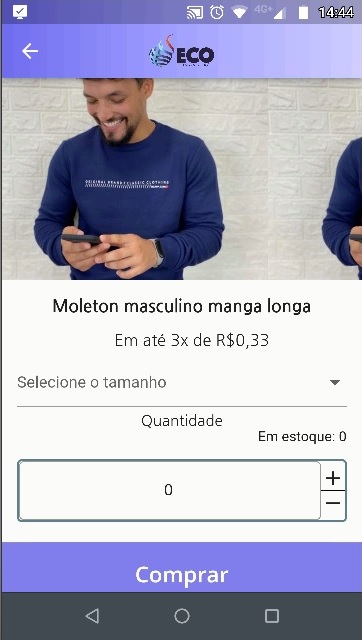 4G+ 14:44
ECO
ORIGINAL BRAND CLASSIC CLOTHING
Moleton masculino manga longa
Em até 3x de R$0,33
Selecione o tamanho
Quantidade
Em estoque: 0
0
+
−
Comprar